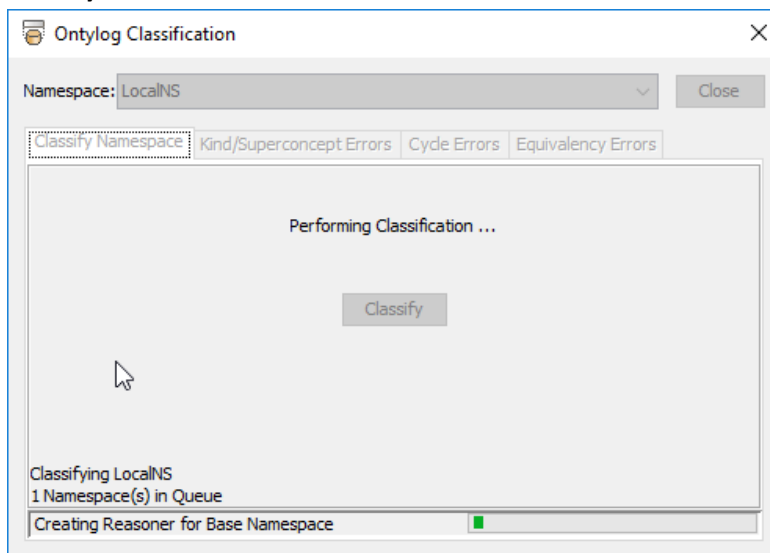 Ontylog Classification
Namespace: LocalNS Close
Classify Namespace Kind/Superconcept Errors Cycle Errors Equivalency Errors
Performing Classification ...
Classify
Classifying LocalNS
1 Namespace(s) in Queue
Creating Reasoner for Base Namespace